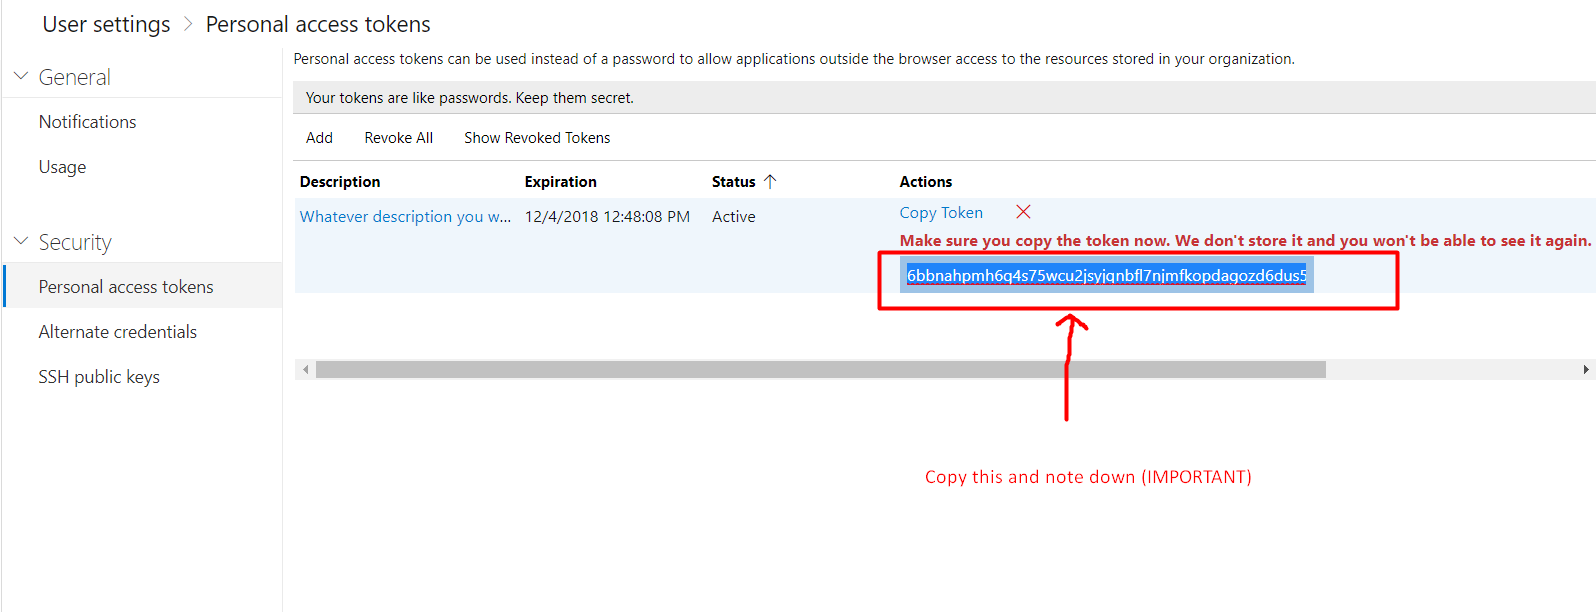 User settings > Personal access tokens
Personal access tokens can be used instead of a password to allow applications outside the browser access to the resources stored in your organization.
General
Your tokens are like passwords. Keep them secret.
Notifications
Add Revoke All Show Revoked Tokens
Usage
Description Expiration Status ↑ Actions
Whatever description you w... 12/4/2018 12:48:08 PM Active Copy Token
Make sure you copy the token now. We don't store it and you won't be able to see it again.
Security
6bbnahpmh6q4s75wcu2jsyjqnbfl7njmfkopdagozd6dus5
Personal access tokens
Alternate credentials
SSH public keys
Copy this and note down (IMPORTANT)